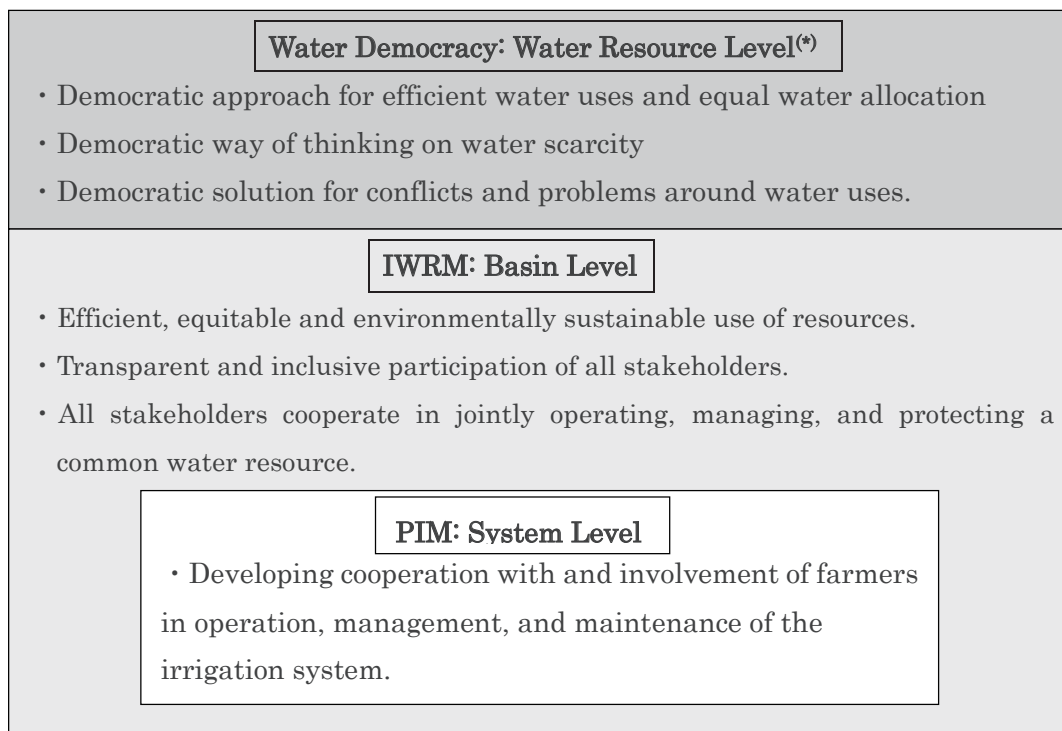 Water Democracy: Water Resource Level(*)
・Democratic approach for efficient water uses and equal water allocation
・Democratic way of thinking on water scarcity
・Democratic solution for conflicts and problems around water uses.
IWRM: Basin Level
・Efficient, equitable and environmentally sustainable use of resources.
・Transparent and inclusive participation of all stakeholders.
・All stakeholders cooperate in jointly operating, managing, and protecting a
common water resource.
PIM: System Level
・Developing cooperation with and involvement of farmers
in operation, management, and maintenance of the
irrigation system.